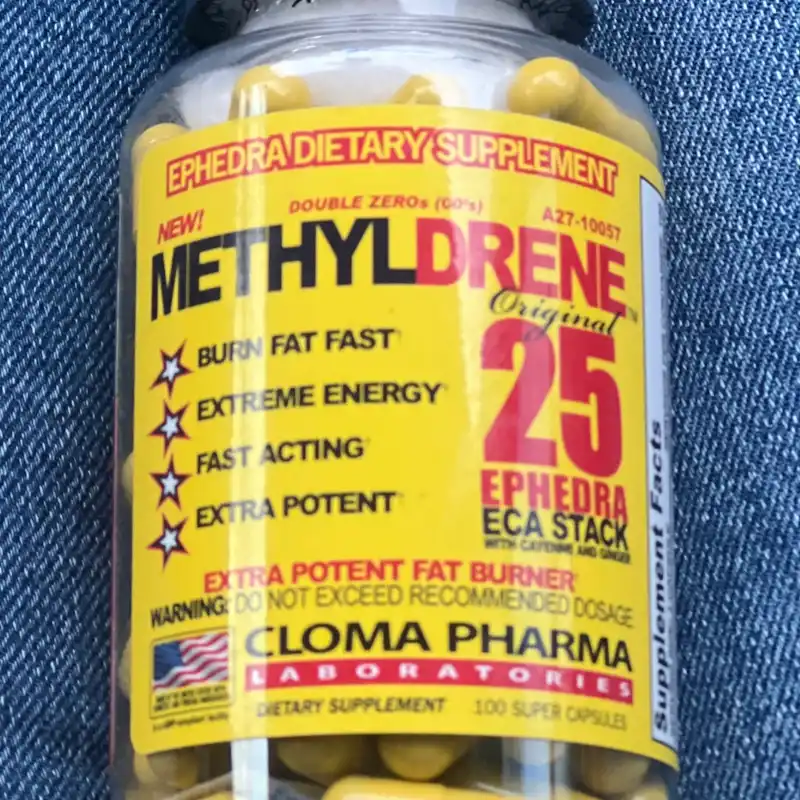 EPHEDRA DIETARY SUPPLEMENT
DOUBLE ZEROs (00's)
NEW!
A27-10057
METHYLDRENE™
Original
25
EPHEDRA
ECA STACK
WITH CAYENNE AND GINGER
BURN FAT FAST†
EXTREME ENERGY†
FAST ACTING†
EXTRA POTENT†
EXTRA POTENT FAT BURNER†
WARNING: DO NOT EXCEED RECOMMENDED DOSAGE
CLOMA PHARMA
LABORATORIES
DIETARY SUPPLEMENT
100 SUPER CAPSULES
Supplement Facts